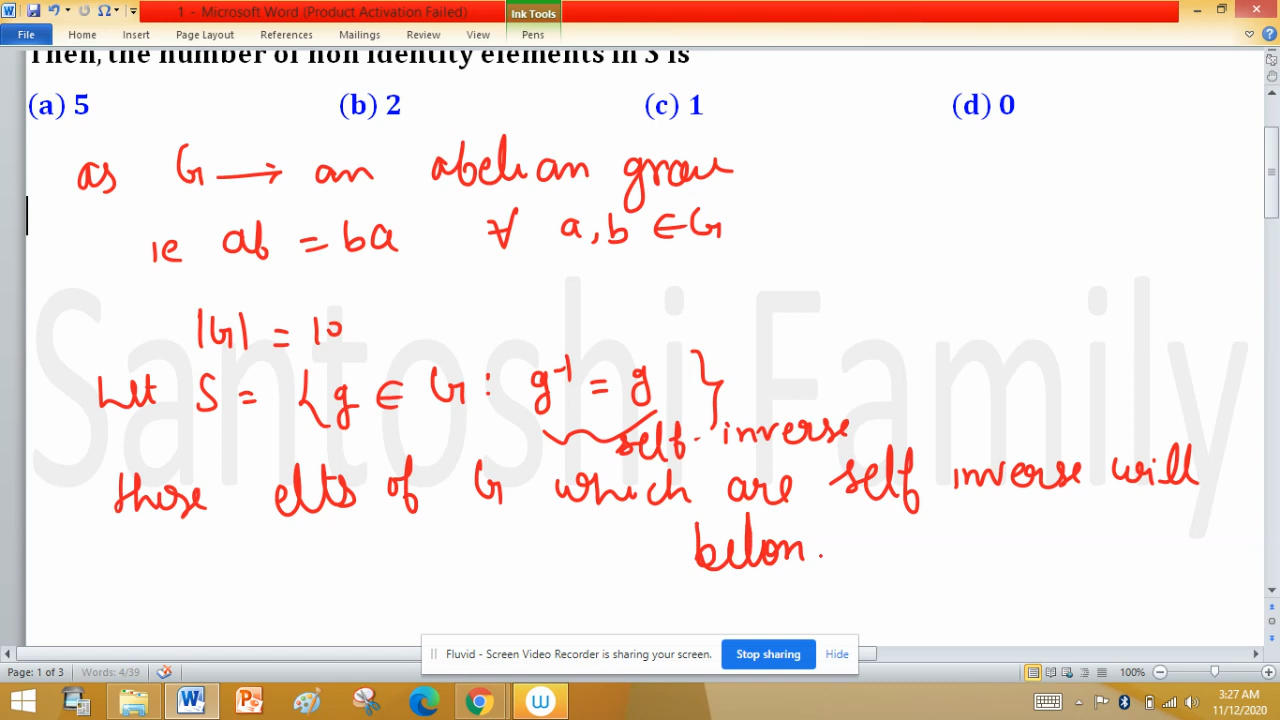 1 - Microsoft Word (Product Activation Failed)
Ink Tools
File Home Insert Page Layout References Mailings Review View Pens
Then, the number of non identity elements in S is
(a) 5 (b) 2 (c) 1 (d) 0
as G → an abelian grou
ie ab = ba ∀ a, b ∈ G
|G| = 10
Let S = { g ∈ G : g⁻¹ = g }
self-inverse
those elts of G which are self inverse will
belon
Santoshi Family
Fluvid - Screen Video Recorder is sharing your screen. Stop sharing Hide
Page: 1 of 3 Words: 4/39 100%
3:27 AM
11/12/2020